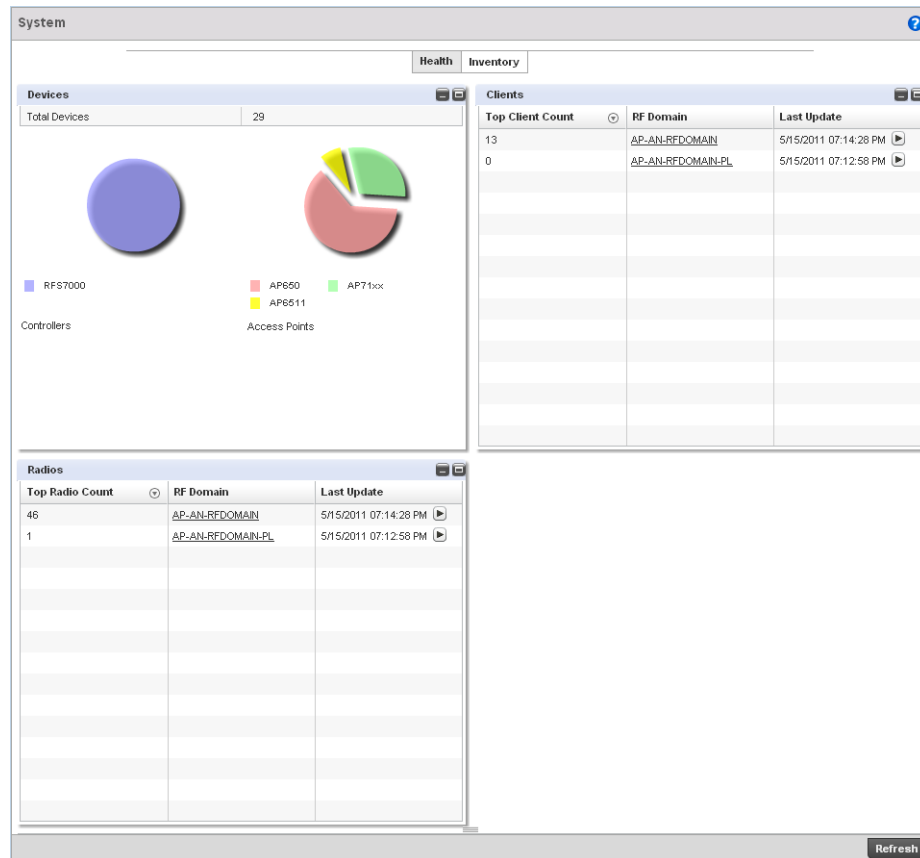 System
?
Health Inventory
Devices
Total Devices 29
RFS7000
AP650 AP71xx
AP6511
Controllers Access Points
Clients
Top Client Count RF Domain Last Update
13 AP-AN-RFDOMAIN 5/15/2011 07:14:28 PM
0 AP-AN-RFDOMAIN-PL 5/15/2011 07:12:58 PM
Radios
Top Radio Count RF Domain Last Update
46 AP-AN-RFDOMAIN 5/15/2011 07:14:28 PM
1 AP-AN-RFDOMAIN-PL 5/15/2011 07:12:58 PM
Refresh